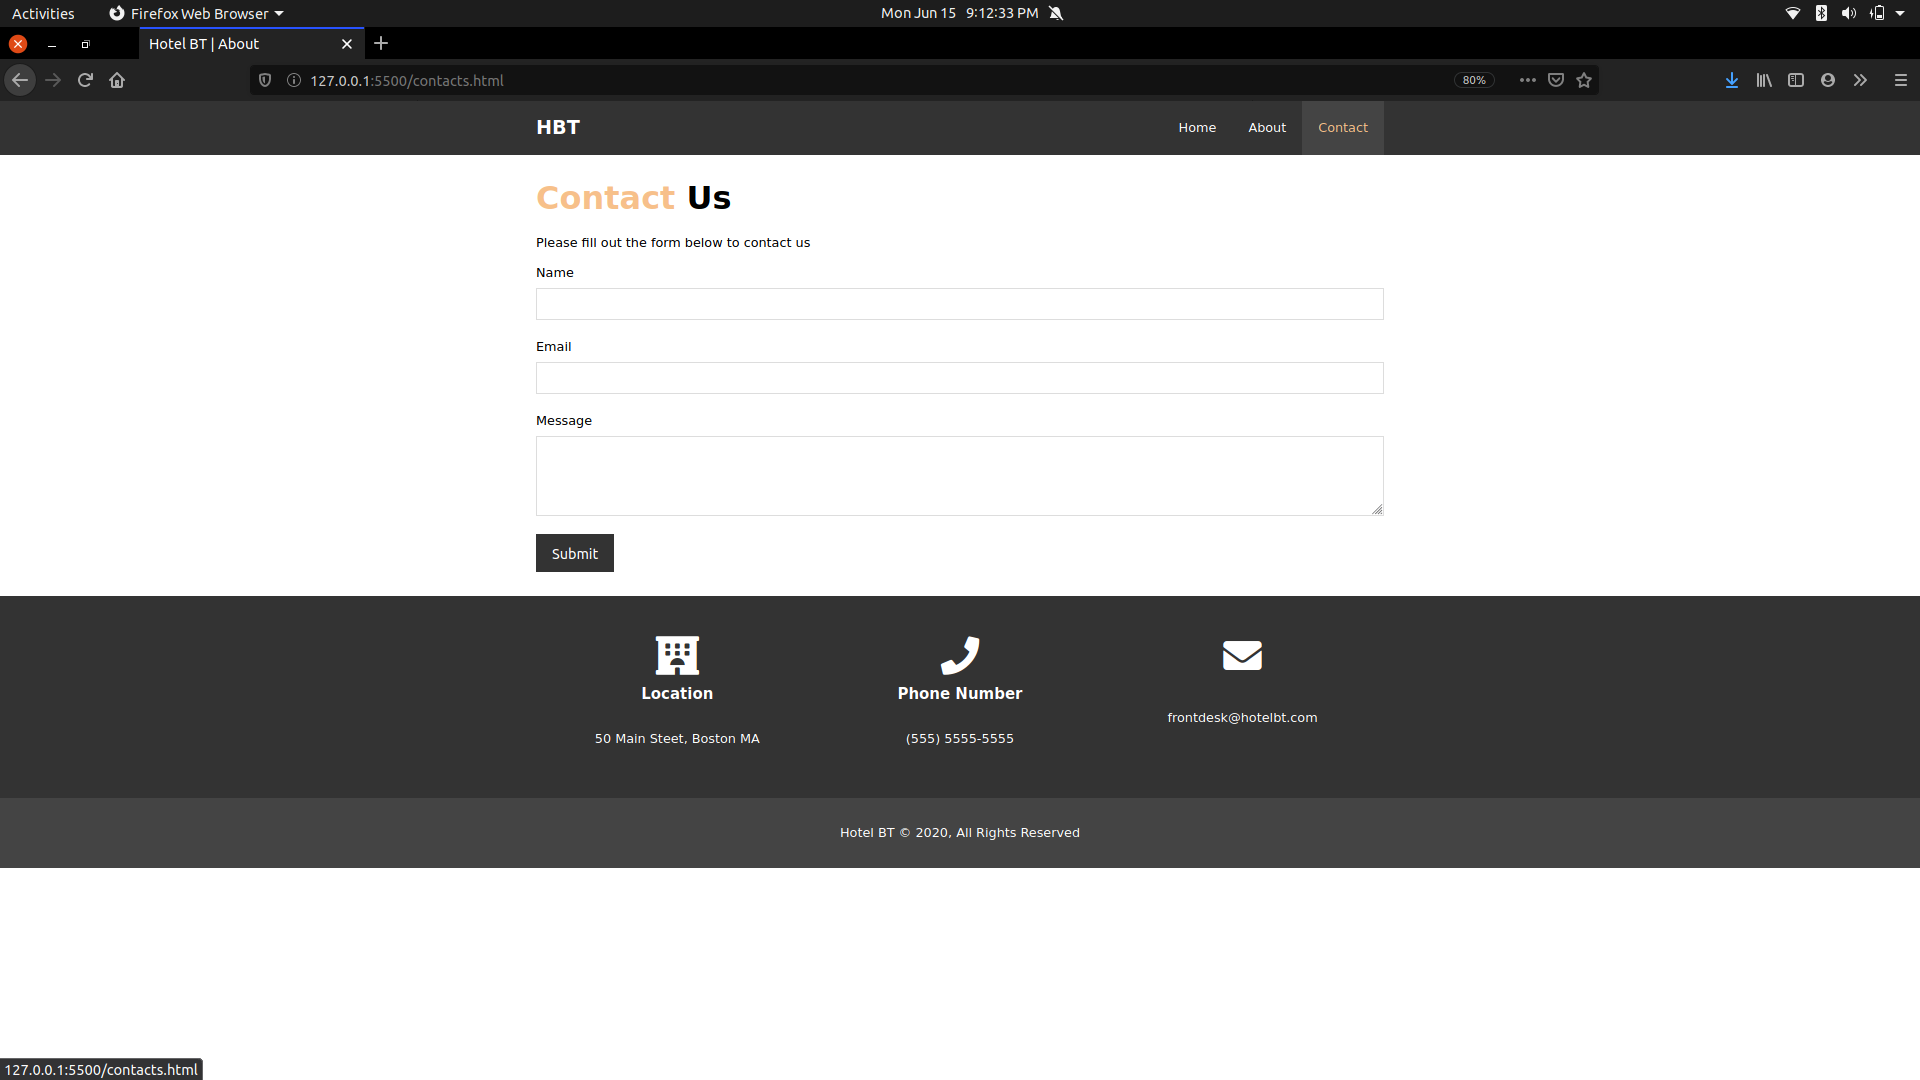 Activities Firefox Web Browser Mon Jun 15 9:12:33 PM
Hotel BT | About
127.0.0.1:5500/contacts.html 80%
HBT Home About Contact
Contact Us
Please fill out the form below to contact us
Name
Email
Message
Submit
Location Phone Number
frontdesk@hotelbt.com
50 Main Steet, Boston MA (555) 5555-5555
Hotel BT © 2020, All Rights Reserved
127.0.0.1:5500/contacts.html